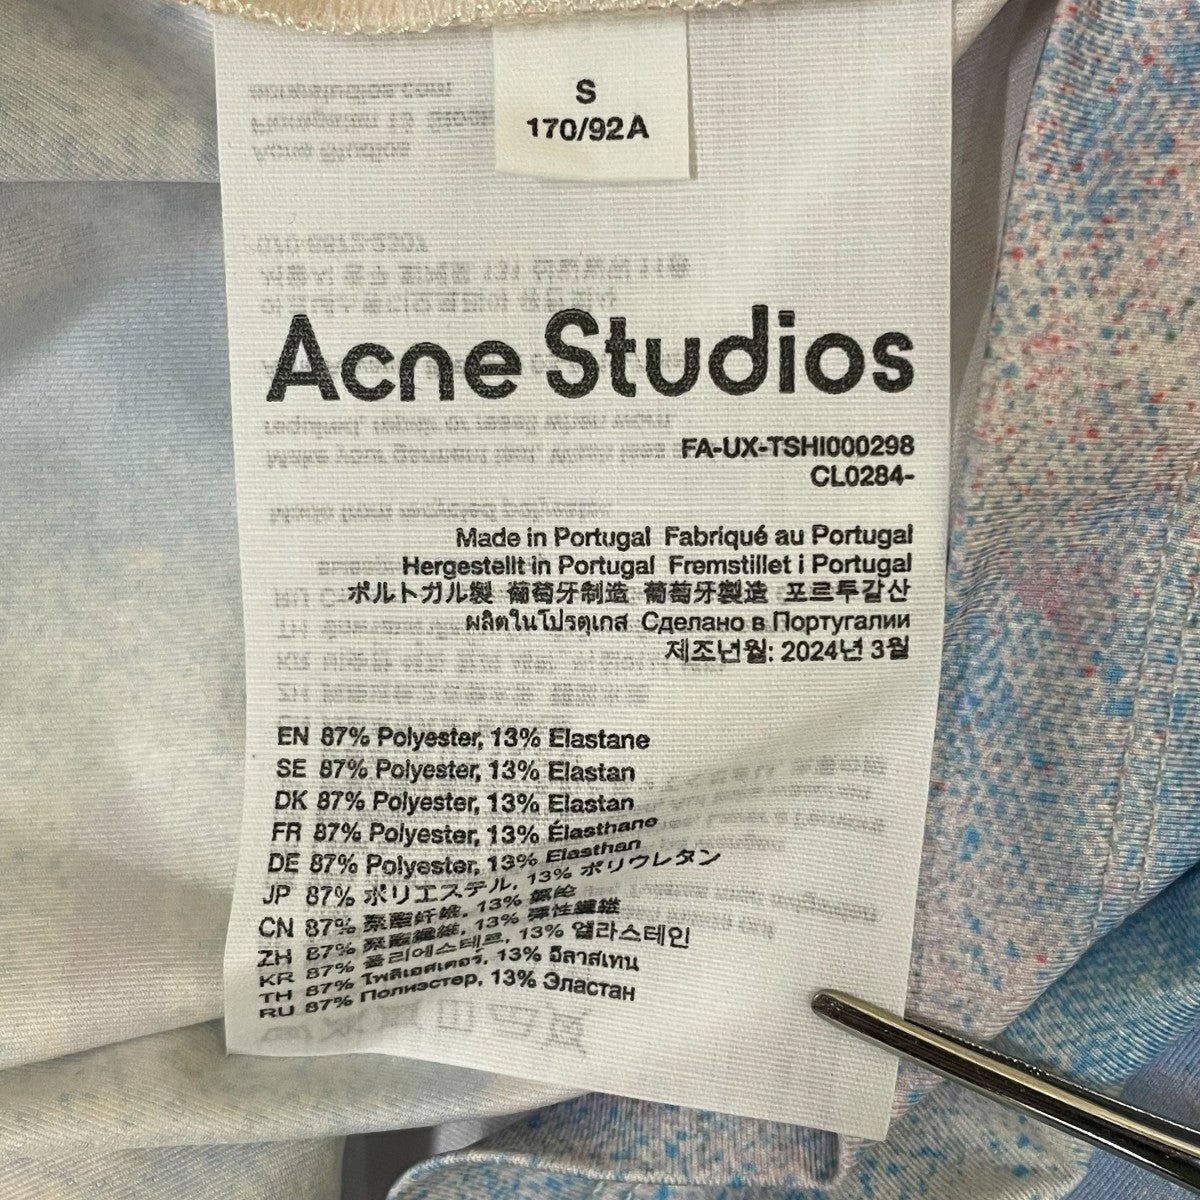 S
170/92A
Acne Studios
FA-UX-TSHI000298
CL0284-
Made in Portugal Fabriqué au Portugal
Hergestellt in Portugal Fremstillet i Portugal
ポルトガル製 葡萄牙制造 葡萄牙製造 포르투갈산
ผลิตในโปรตุเกส Сделано в Португалии
제조년월: 2024년 3월
EN 87% Polyester, 13% Elastane
SE 87% Polyester, 13% Elastan
DK 87% Polyester, 13% Elastan
FR 87% Polyester, 13% Élasthane
DE 87% Polyester, 13% Elasthan
JP 87% ポリエステル, 13% ポリウレタン
CN 87% 聚酯纤维, 13% 氨纶
ZH 87% 聚酯纖維, 13% 彈性纖維
KR 87% 폴리에스테르, 13% 엘라스테인
TH 87% โพลีเอสเตอร์, 13% อีลาสเทน
RU 87% Полиэстер, 13% Эластан